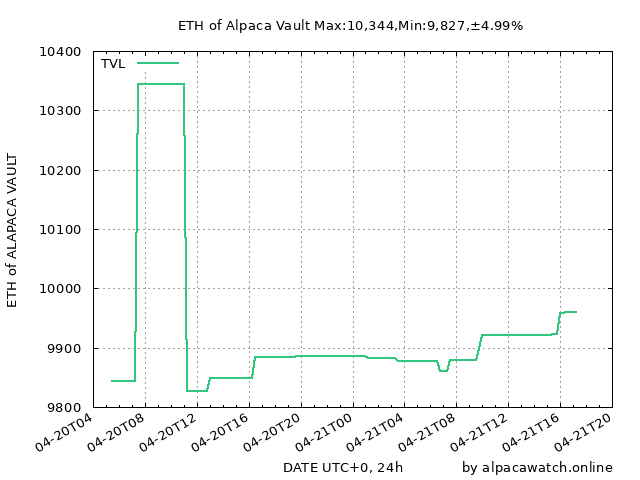 ETH of Alpaca Vault Max:10,344,Min:9,827,±4.99%
TVL
10400
10300
10200
10100
10000
9900
9800
ETH of ALAPACA VAULT
04-20T04
04-20T08
04-20T12
04-20T16
04-20T20
04-21T00
04-21T04
04-21T08
04-21T12
04-21T16
04-21T20
DATE UTC+0, 24h
by alpacawatch.online